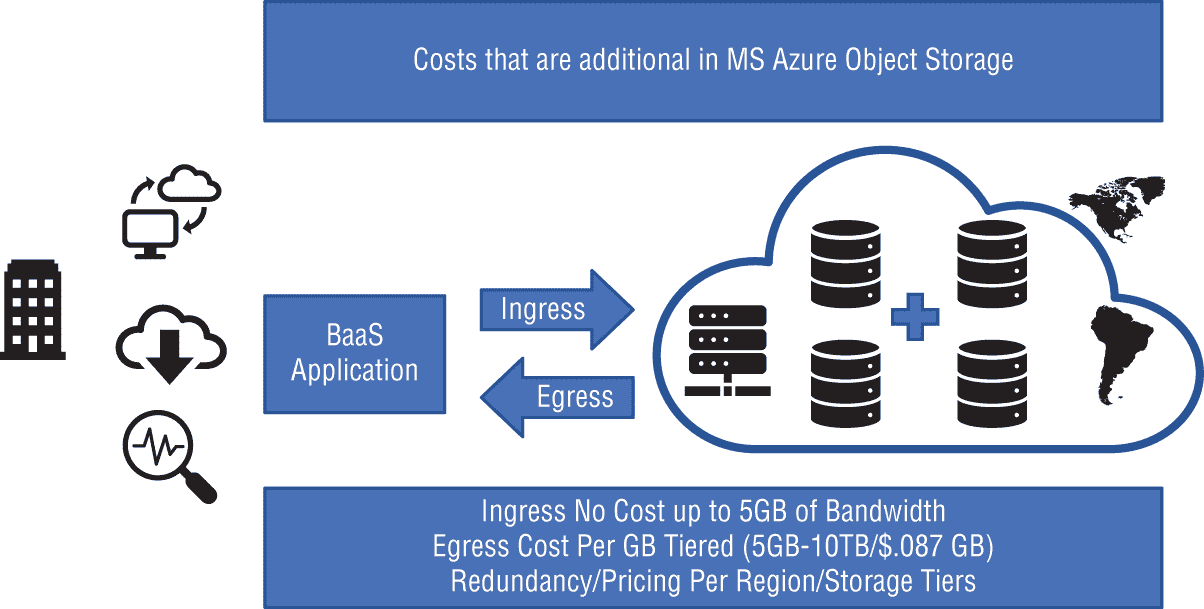 Costs that are additional in MS Azure Object Storage
BaaS
Application
Ingress
Egress
Ingress No Cost up to 5GB of Bandwidth
Egress Cost Per GB Tiered (5GB-10TB/$.087 GB)
Redundancy/Pricing Per Region/Storage Tiers